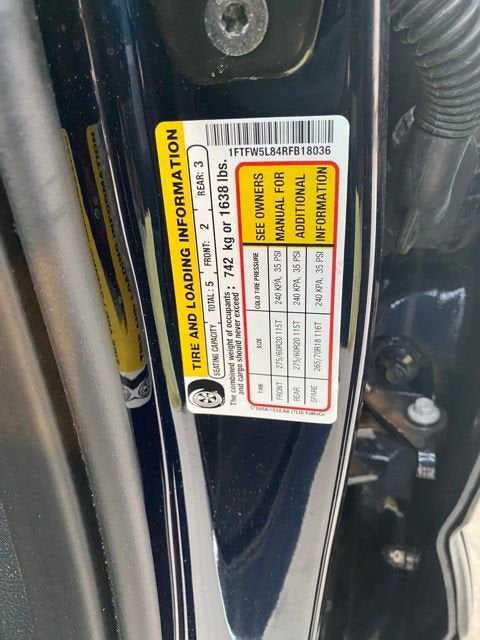 1FTFW5L84RFB18036
TIRE AND LOADING INFORMATION
SEATING CAPACITY TOTAL: 5 FRONT: 2 REAR: 3
The combined weight of occupants and cargo should never exceed: 742 kg or 1638 lbs.
TIRE SIZE COLD TIRE PRESSURE SEE OWNERS
FRONT 275/60R20 115T 240 KPA, 35 PSI MANUAL FOR
REAR 275/60R20 115T 240 KPA, 35 PSI ADDITIONAL
SPARE 265/70R18 116T 240 KPA, 35 PSI INFORMATION